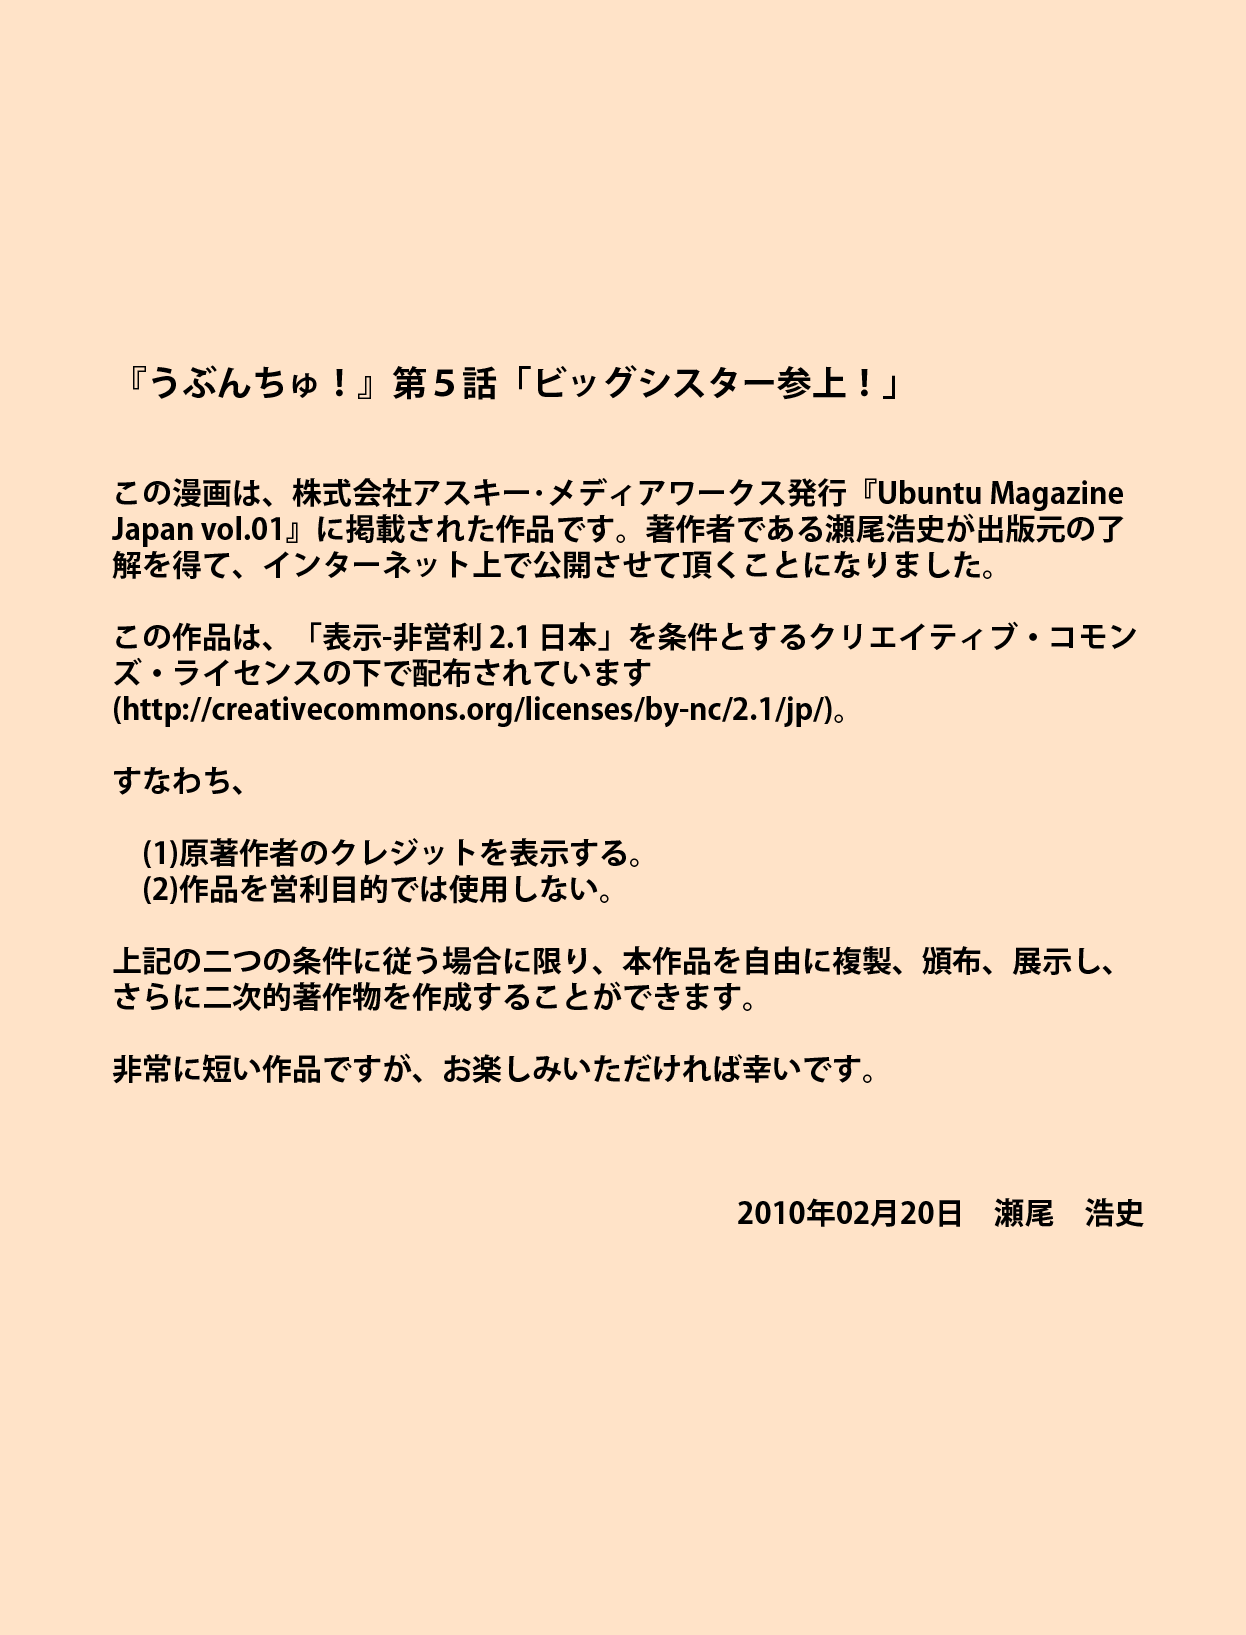 『うぶんちゅ！』第５話「ビッグシスター参上！」
この漫画は、株式会社アスキー･メディアワークス発行『Ubuntu Magazine
Japan vol.01』に掲載された作品です。著作者である瀬尾浩史が出版元の了
解を得て、インターネット上で公開させて頂くことになりました。
この作品は、「表示-非営利 2.1 日本」を条件とするクリエイティブ・コモン
ズ・ライセンスの下で配布されています
(http://creativecommons.org/licenses/by-nc/2.1/jp/)。
すなわち、
(1)原著作者のクレジットを表示する。
(2)作品を営利目的では使用しない。
上記の二つの条件に従う場合に限り、本作品を自由に複製、頒布、展示し、
さらに二次的著作物を作成することができます。
非常に短い作品ですが、お楽しみいただければ幸いです。
2010年02月20日　瀬尾　浩史